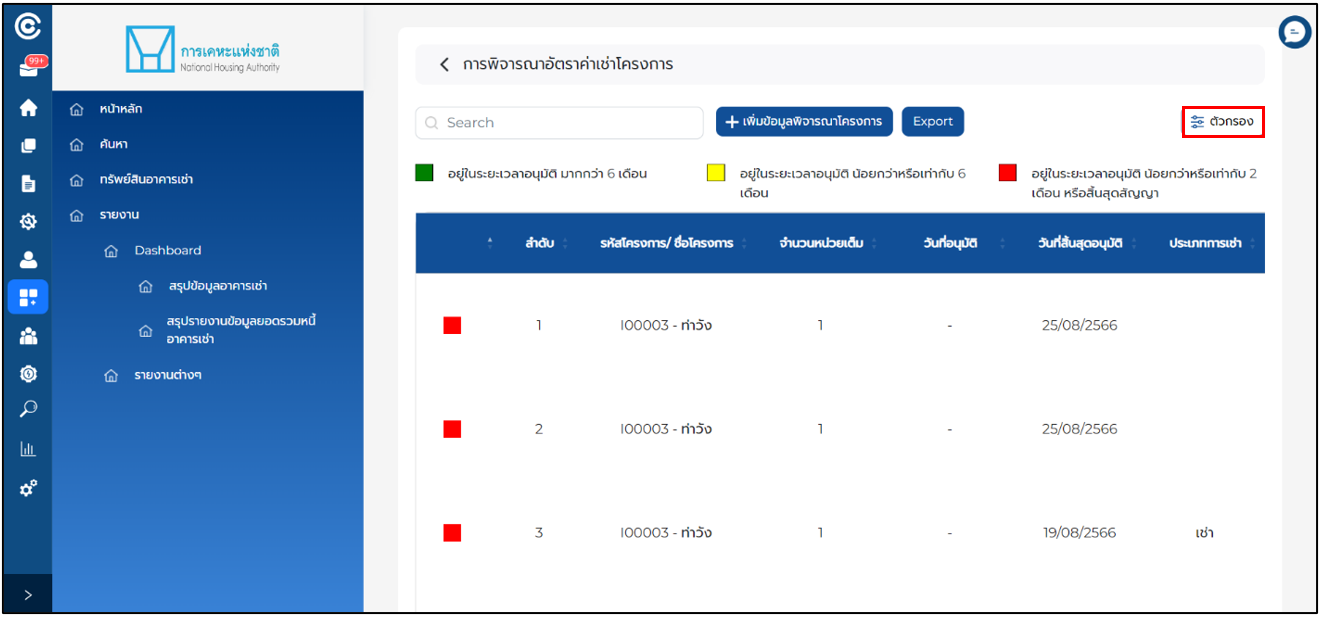 99+
การเคหะแห่งชาติ
National Housing Authority
หน้าหลัก
ค้นหา
ทรัพย์สินอาคารเช่า
รายงาน
Dashboard
สรุปข้อมูลอาคารเช่า
สรุปรายงานข้อมูลยอดรวมหนี้
อาคารเช่า
รายงานต่างๆ
การพิจารณาอัตราค่าเช่าโครงการ
Search
เพิ่มข้อมูลพิจารณาโครงการ
Export
ตัวกรอง
อยู่ในระยะเวลาอนุมัติ มากกว่า 6 เดือน
อยู่ในระยะเวลาอนุมัติ น้อยกว่าหรือเท่ากับ 6
เดือน
อยู่ในระยะเวลาอนุมัติ น้อยกว่าหรือเท่ากับ 2
เดือน หรือสิ้นสุดสัญญา
ลำดับ รหัสโครงการ/ ชื่อโครงการ จำนวนหน่วยเต็ม วันที่อนุมัติ วันที่สิ้นสุดอนุมัติ ประเภทการเช่า
1 I00003 - ท่าวัง 1 - 25/08/2566
2 I00003 - ท่าวัง 1 - 25/08/2566
3 I00003 - ท่าวัง 1 - 19/08/2566 เช่า